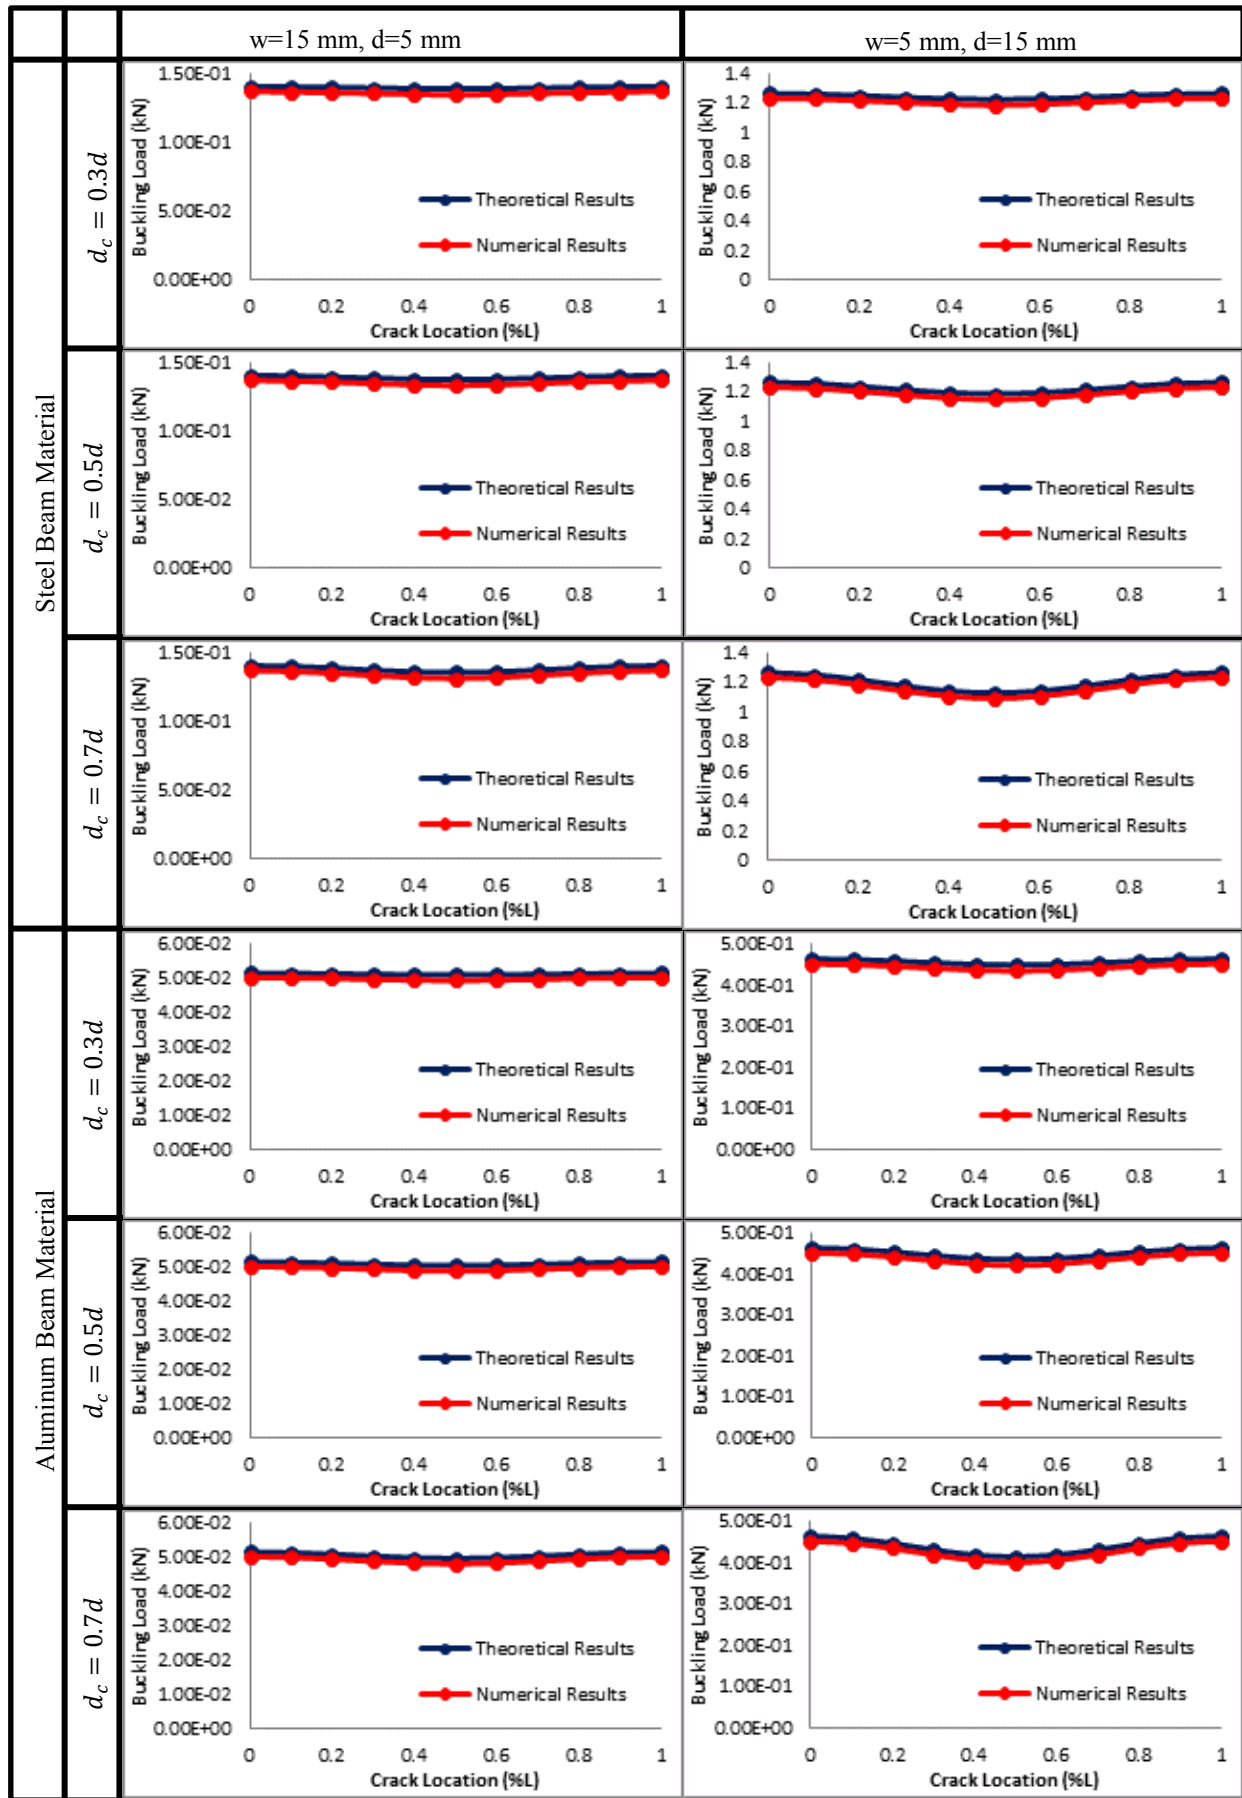 w=15 mm, d=5 mm
w=5 mm, d=15 mm
Steel Beam Material
d_c = 0.3d
Buckling Load (kN)
1.50E-01
1.00E-01
5.00E-02
0.00E+00
Theoretical Results
Numerical Results
0 0.2 0.4 0.6 0.8 1
Crack Location (%L)
Buckling Load (kN)
1.4
1.2
1
0.8
0.6
0.4
0.2
0
Theoretical Results
Numerical Results
0 0.2 0.4 0.6 0.8 1
Crack Location (%L)
d_c = 0.5d
Buckling Load (kN)
1.50E-01
1.00E-01
5.00E-02
0.00E+00
Theoretical Results
Numerical Results
0 0.2 0.4 0.6 0.8 1
Crack Location (%L)
Buckling Load (kN)
1.4
1.2
1
0.8
0.6
0.4
0.2
0
Theoretical Results
Numerical Results
0 0.2 0.4 0.6 0.8 1
Crack Location (%L)
d_c = 0.7d
Buckling Load (kN)
1.50E-01
1.00E-01
5.00E-02
0.00E+00
Theoretical Results
Numerical Results
0 0.2 0.4 0.6 0.8 1
Crack Location (%L)
Buckling Load (kN)
1.4
1.2
1
0.8
0.6
0.4
0.2
0
Theoretical Results
Numerical Results
0 0.2 0.4 0.6 0.8 1
Crack Location (%L)
Aluminum Beam Material
d_c = 0.3d
Buckling Load (kN)
6.00E-02
5.00E-02
4.00E-02
3.00E-02
2.00E-02
1.00E-02
0.00E+00
Theoretical Results
Numerical Results
0 0.2 0.4 0.6 0.8 1
Crack Location (%L)
Buckling Load (kN)
5.00E-01
4.00E-01
3.00E-01
2.00E-01
1.00E-01
0.00E+00
Theoretical Results
Numerical Results
0 0.2 0.4 0.6 0.8 1
Crack Location (%L)
d_c = 0.5d
Buckling Load (kN)
6.00E-02
5.00E-02
4.00E-02
3.00E-02
2.00E-02
1.00E-02
0.00E+00
Theoretical Results
Numerical Results
0 0.2 0.4 0.6 0.8 1
Crack Location (%L)
Buckling Load (kN)
5.00E-01
4.00E-01
3.00E-01
2.00E-01
1.00E-01
0.00E+00
Theoretical Results
Numerical Results
0 0.2 0.4 0.6 0.8 1
Crack Location (%L)
d_c = 0.7d
Buckling Load (kN)
6.00E-02
5.00E-02
4.00E-02
3.00E-02
2.00E-02
1.00E-02
0.00E+00
Theoretical Results
Numerical Results
0 0.2 0.4 0.6 0.8 1
Crack Location (%L)
Buckling Load (kN)
5.00E-01
4.00E-01
3.00E-01
2.00E-01
1.00E-01
0.00E+00
Theoretical Results
Numerical Results
0 0.2 0.4 0.6 0.8 1
Crack Location (%L)